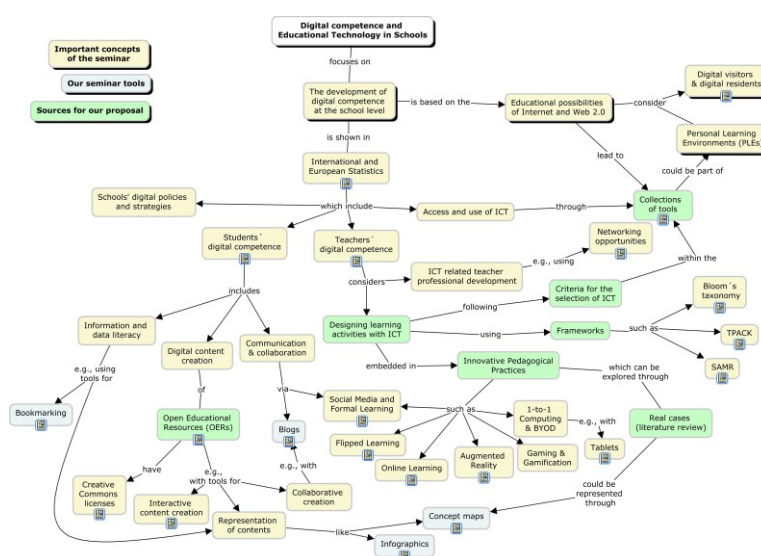 Digital competence and
Educational Technology in Schools
Important concepts
of the seminar
Our seminar tools
Sources for our proposal
focuses on
The development of
digital competence
at the school level
is based on the
Educational possibilities
of Internet and Web 2.0
consider
Digital visitors
& digital residents
Personal Learning
Environments (PLEs)
is shown in
lead to
could be part of
International and
European Statistics
Schools' digital policies
and strategies
which include
Access and use of ICT
through
Collections
of tools
Students´
digital competence
Teachers´
digital competence
Networking
opportunities
e.g., using
within the
considers
ICT related teacher
professional development
Criteria for the
selection of ICT
Bloom´s
taxonomy
includes
following
Information and
data literacy
Designing learning
activities with ICT
using
Frameworks
such as
TPACK
Digital content
creation
Communication
& collaboration
embedded in
Innovative Pedagogical
Practices
SAMR
which can be
explored through
e.g., using
tools for
of
via
Social Media and
Formal Learning
such as
1-to-1
Computing
& BYOD
e.g., with
Real cases
(literature review)
Bookmarking
Open Educational
Resources (OERs)
Blogs
Flipped Learning
Online Learning
Augmented
Reality
Gaming &
Gamification
Tablets
have
e.g.,
with tools for
e.g., with
Creative
Commons
licenses
Interactive
content creation
Collaborative
creation
could be
represented
through
Representation
of contents
like
Concept maps
Infographics